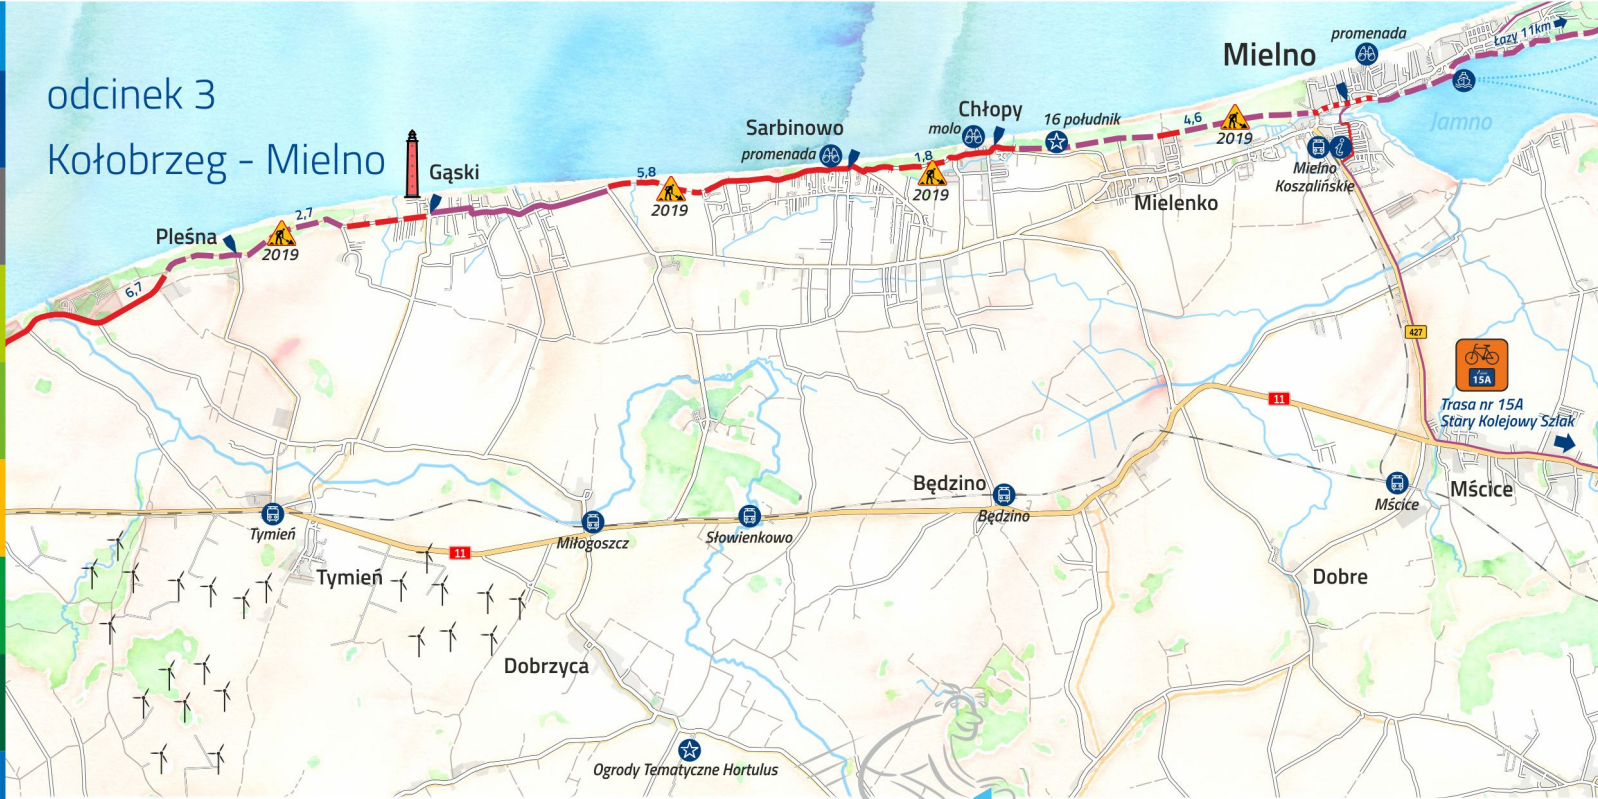 odcinek 3
Kołobrzeg - Mielno
promenada
Mielno
Łazy 11km
Jamno
Chłopy
molo
16 południk
4,6
2019
Sarbinowo
promenada
1,8
2019
Mielno
Koszalińskie
Mielenko
Gąski
5,8
2019
2,7
Pleśna
2019
6,7
427
15A
11
Trasa nr 15A
Stary Kolejowy Szlak
Będzino
Będzino
Mścice
Mścice
Tymień
Miłogoszcz
Słowienkowo
11
Tymień
Dobre
Dobrzyca
Ogrody Tematyczne Hortulus